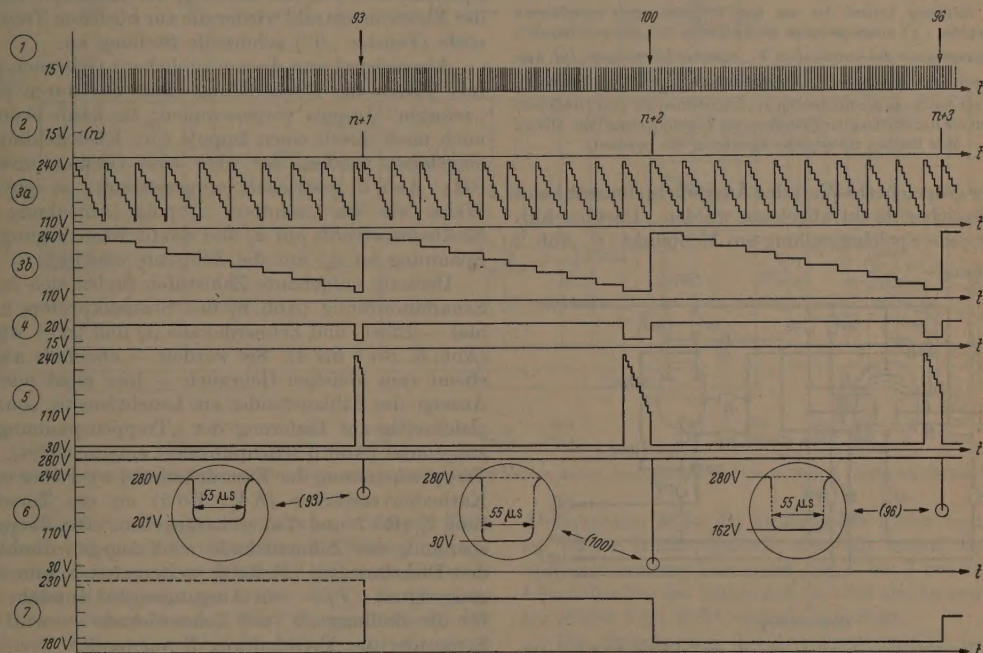 93 100 96
1
15V
t
2
15V (n) n+1 n+2 n+3
t
3a
240V
110V
t
3b
240V
110V
t
4
20V
15V
t
5
240V
110V
30V
t
6
280V
240V
110V
30V
280V 55 µs 201V (93)
280V 55 µs 30V (100)
280V 55 µs 162V (96)
t
7
230V
180V
t